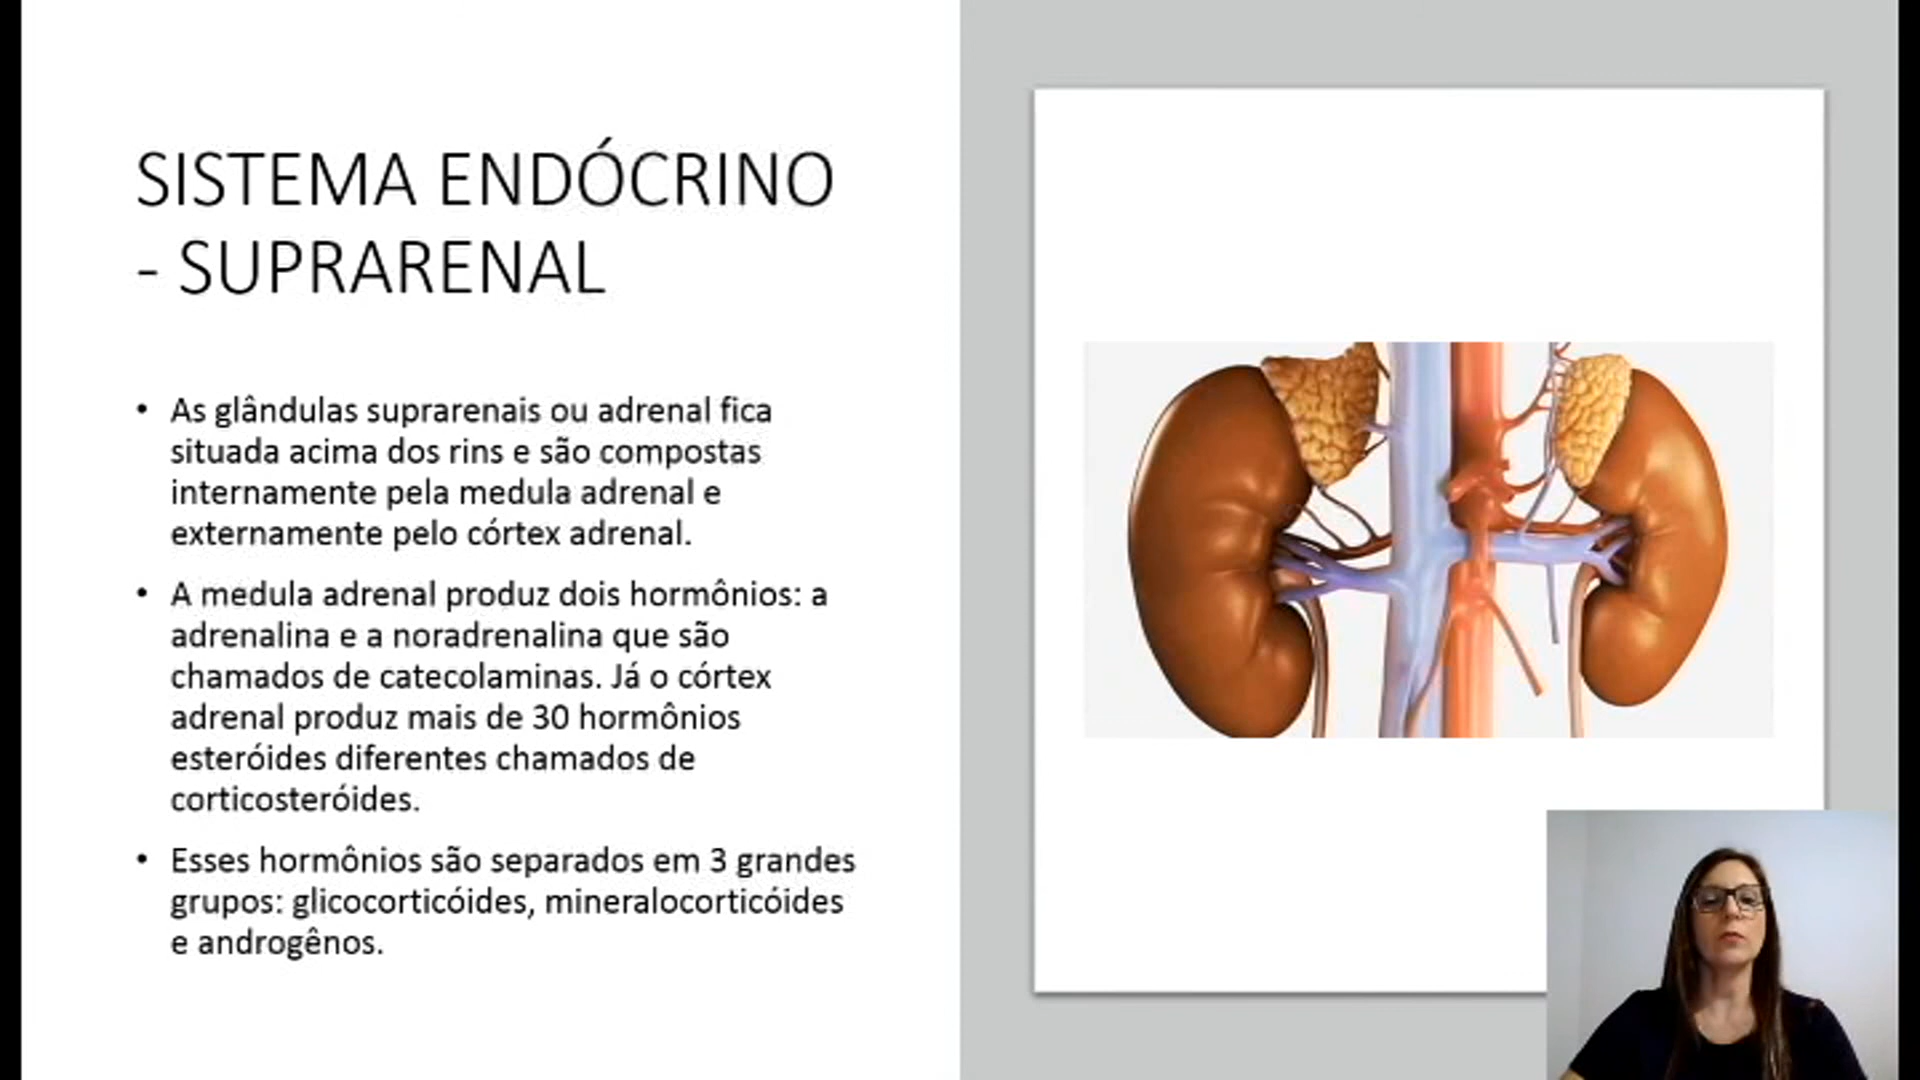 SISTEMA ENDÓCRINO
- SUPRARENAL
• As glândulas suprarenais ou adrenal fica
situada acima dos rins e são compostas
internamente pela medula adrenal e
externamente pelo córtex adrenal.
• A medula adrenal produz dois hormônios: a
adrenalina e a noradrenalina que são
chamados de catecolaminas. Já o córtex
adrenal produz mais de 30 hormônios
esteróides diferentes chamados de
corticosteróides.
• Esses hormônios são separados em 3 grandes
grupos: glicocorticóides, mineralocorticóides
e androgênos.